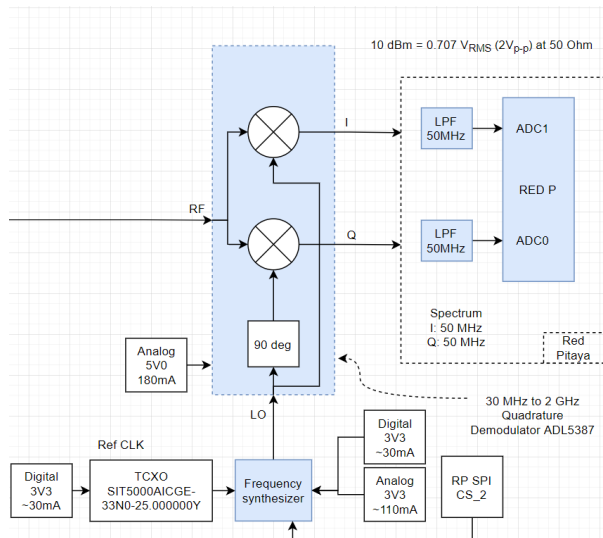 10 dBm = 0.707 VRMS (2Vp-p) at 50 Ohm
I
LPF
50MHz
ADC1
RED P
RF
Q
LPF
50MHz
ADC0
Spectrum
I: 50 MHz
Q: 50 MHz
Red
Pitaya
90 deg
Analog
5V0
180mA
LO
30 MHz to 2 GHz
Quadrature
Demodulator ADL5387
Ref CLK
Digital
3V3
~30mA
TCXO
SIT5000AICGE-
33N0-25.000000Y
Frequency
synthesizer
Digital
3V3
~30mA
Analog
3V3
~110mA
RP SPI
CS_2